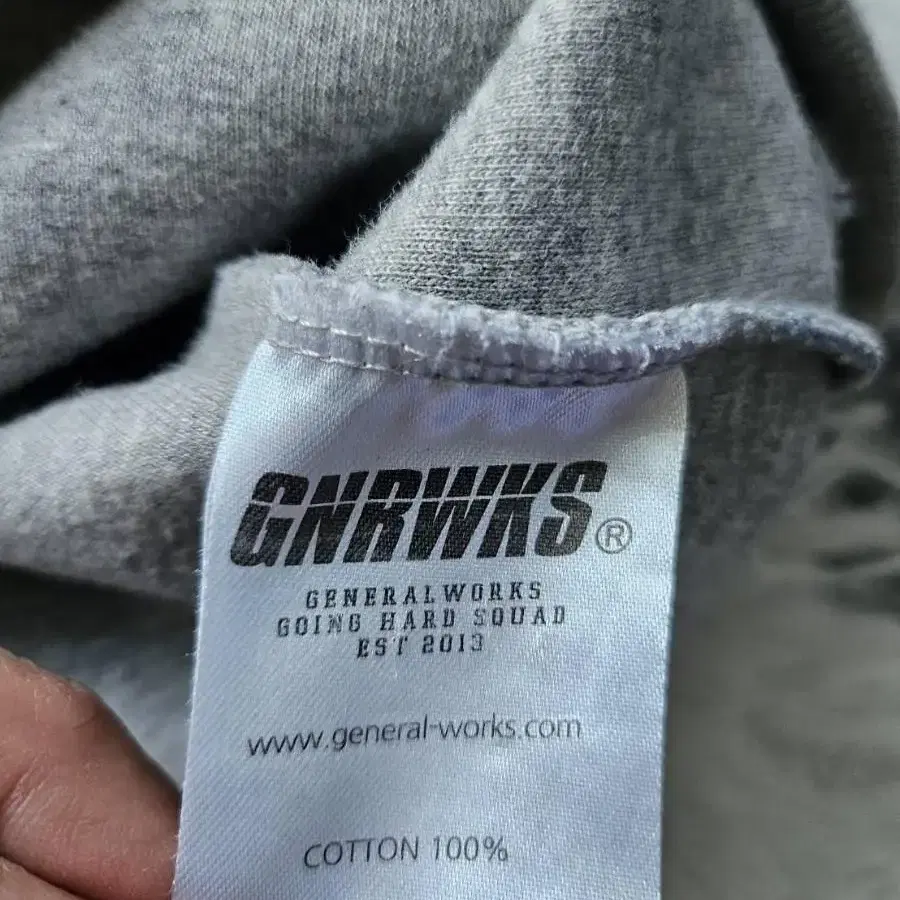 GNRWKS®
GENERALWORKS
GOING HARD SQUAD
EST 2013
www.general-works.com
COTTON 100%